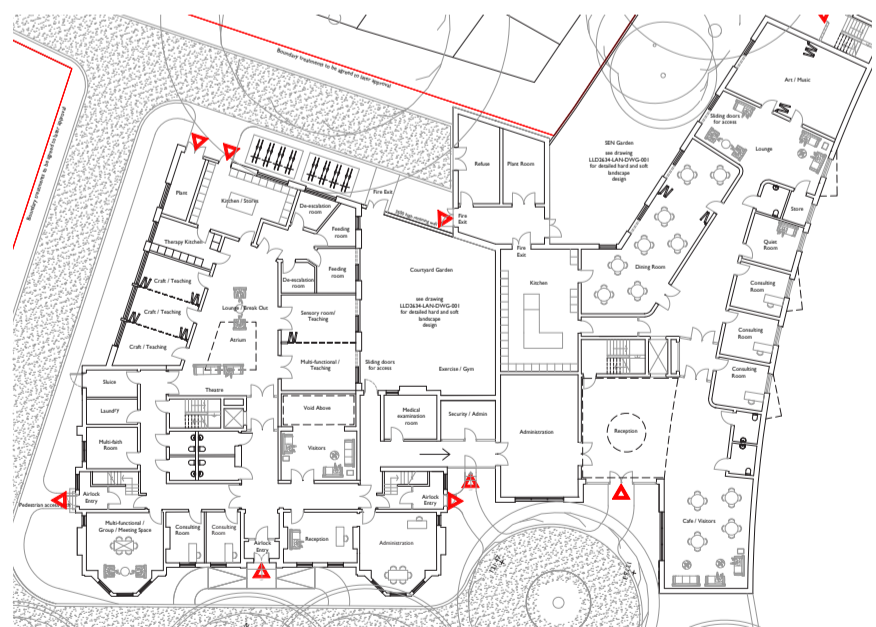 Boundary treatments to be agreed to later approval
Boundary treatments to be agreed to later approval
Art / Music
Sliding doors
for access
Lounge
SEN Garden
see drawing
LLD2634-LAN-DWG-001
for detailed hard and soft
landscape
design
Refuse
Plant Room
Plant
Kitchen / Stores
De-escalation
room
Fire Exit
Fire
Exit
Fire
Exit
Store
Quiet
Room
Feeding
room
Therapy Kitchen
Feeding
room
De-escalation
room
Courtyard Garden
see drawing
LLD2634-LAN-DWG-001
for detailed hard and soft
landscape
design
Dining Room
Kitchen
Consulting
Room
Consulting
Room
Consulting
Room
Craft / Teaching
Craft / Teaching
Craft / Teaching
Lounge / Break Out
Atrium
Sensory room/
Teaching
Multi-functional /
Teaching
Exercise / Gym
Sliding doors
for access
Theatre
Sluice
Multi-faith
Room
Void Above
Visitors
Medical
examination
room
Security / Admin
Administration
Reception
Airlock
Entry
Airlock
Entry
Pedestrian access
Multi-functional /
Group / Meeting Space
Consulting
Room
Consulting
Room
Airlock
Entry
Reception
Administration
Cafe / Visitors